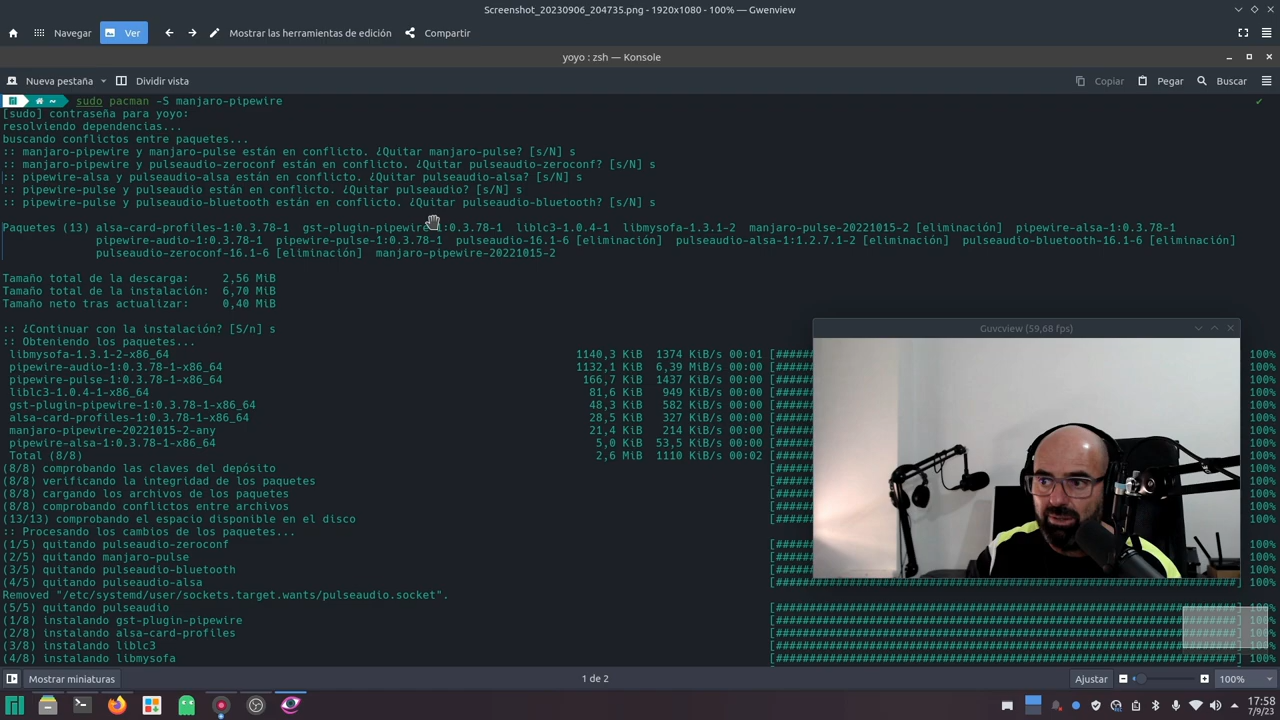 Screenshot_20230906_204735.png - 1920x1080 - 100% — Gwenview
Navegar Ver Mostrar las herramientas de edición Compartir
yoyo : zsh — Konsole
Nueva pestaña Dividir vista Copiar Pegar Buscar
~ sudo pacman -S manjaro-pipewire
[sudo] contraseña para yoyo:
resolviendo dependencias...
buscando conflictos entre paquetes...
:: manjaro-pipewire y manjaro-pulse están en conflicto. ¿Quitar manjaro-pulse? [s/N] s
:: manjaro-pipewire y pulseaudio-zeroconf están en conflicto. ¿Quitar pulseaudio-zeroconf? [s/N] s
:: pipewire-alsa y pulseaudio-alsa están en conflicto. ¿Quitar pulseaudio-alsa? [s/N] s
:: pipewire-pulse y pulseaudio están en conflicto. ¿Quitar pulseaudio? [s/N] s
:: pipewire-pulse y pulseaudio-bluetooth están en conflicto. ¿Quitar pulseaudio-bluetooth? [s/N] s
Paquetes (13) alsa-card-profiles-1:0.3.78-1 gst-plugin-pipewire-1:0.3.78-1 liblc3-1.0.4-1 libmysofa-1.3.1-2 manjaro-pulse-20221015-2 [eliminación] pipewire-alsa-1:0.3.78-1
pipewire-audio-1:0.3.78-1 pipewire-pulse-1:0.3.78-1 pulseaudio-16.1-6 [eliminación] pulseaudio-alsa-1:1.2.7.1-2 [eliminación] pulseaudio-bluetooth-16.1-6 [eliminación]
pulseaudio-zeroconf-16.1-6 [eliminación] manjaro-pipewire-20221015-2
Tamaño total de la descarga: 2,56 MiB
Tamaño total de la instalación: 6,70 MiB
Tamaño neto tras actualizar: 0,40 MiB
:: ¿Continuar con la instalación? [S/n] s
:: Obteniendo los paquetes...
libmysofa-1.3.1-2-x86_64 1140,3 KiB 1374 KiB/s 00:01 [##### 100%
pipewire-audio-1:0.3.78-1-x86_64 1132,1 KiB 6,39 MiB/s 00:00 [##### 100%
pipewire-pulse-1:0.3.78-1-x86_64 166,7 KiB 1437 KiB/s 00:00 [##### 100%
liblc3-1.0.4-1-x86_64 81,6 KiB 949 KiB/s 00:00 [##### 100%
gst-plugin-pipewire-1:0.3.78-1-x86_64 48,3 KiB 582 KiB/s 00:00 [##### 100%
alsa-card-profiles-1:0.3.78-1-x86_64 28,5 KiB 327 KiB/s 00:00 [##### 100%
manjaro-pipewire-20221015-2-any 21,4 KiB 214 KiB/s 00:00 [##### 100%
pipewire-alsa-1:0.3.78-1-x86_64 5,0 KiB 53,5 KiB/s 00:00 [##### 100%
Total (8/8) 2,6 MiB 1110 KiB/s 00:02 [##### 100%
(8/8) comprobando las claves del depósito [##### 100%
(8/8) verificando la integridad de los paquetes [##### 100%
(8/8) cargando los archivos de los paquetes [##### 100%
(8/8) comprobando conflictos entre archivos [##### 100%
(13/13) comprobando el espacio disponible en el disco [##### 100%
:: Procesando los cambios de los paquetes...
(1/5) quitando pulseaudio-zeroconf [##### 100%
(2/5) quitando manjaro-pulse [##### 100%
(3/5) quitando pulseaudio-bluetooth [##### 100%
(4/5) quitando pulseaudio-alsa [######################################################################] 100%
Removed "/etc/systemd/user/sockets.target.wants/pulseaudio.socket".
(5/5) quitando pulseaudio [######################################################################] 100%
(1/8) instalando gst-plugin-pipewire [######################################################################] 100%
(2/8) instalando alsa-card-profiles [######################################################################] 100%
(3/8) instalando liblc3 [######################################################################] 100%
(4/8) instalando libmysofa [######################################################################] 100%
Guvcview (59,68 fps)
Mostrar miniaturas 1 de 2 Ajustar 100%
17:58
7/9/23